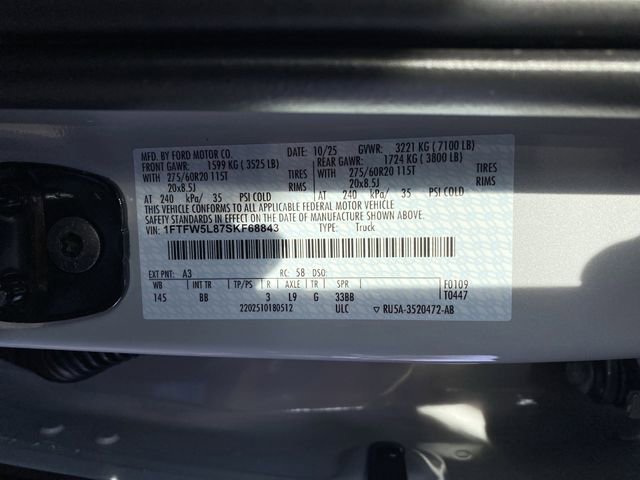 MFD. BY FORD MOTOR CO. DATE: 10/25 GVWR: 3221 KG ( 7100 LB)
FRONT GAWR: 1599 KG ( 3525 LB) REAR GAWR: 1724 KG ( 3800 LB)
WITH 275/60R20 115T TIRES WITH 275/60R20 115T TIRES
20x8.5J RIMS 20x8.5J RIMS
AT 240 kPa/ 35 PSI COLD AT 240 kPa/ 35 PSI COLD
THIS VEHICLE CONFORMS TO ALL APPLICABLE FEDERAL MOTOR VEHICLE
SAFETY STANDARDS IN EFFECT ON THE DATE OF MANUFACTURE SHOWN ABOVE.
VIN: 1FTFW5L87SKF68843 TYPE: Truck
EXT PNT: A3 RC: 58 DSO:
WB INT TR TP/PS R AXLE TR SPR F0109
145 BB 3 L9 G 33BB T0447
2202510180512 ULC ▽ RU5A-3520472-AB